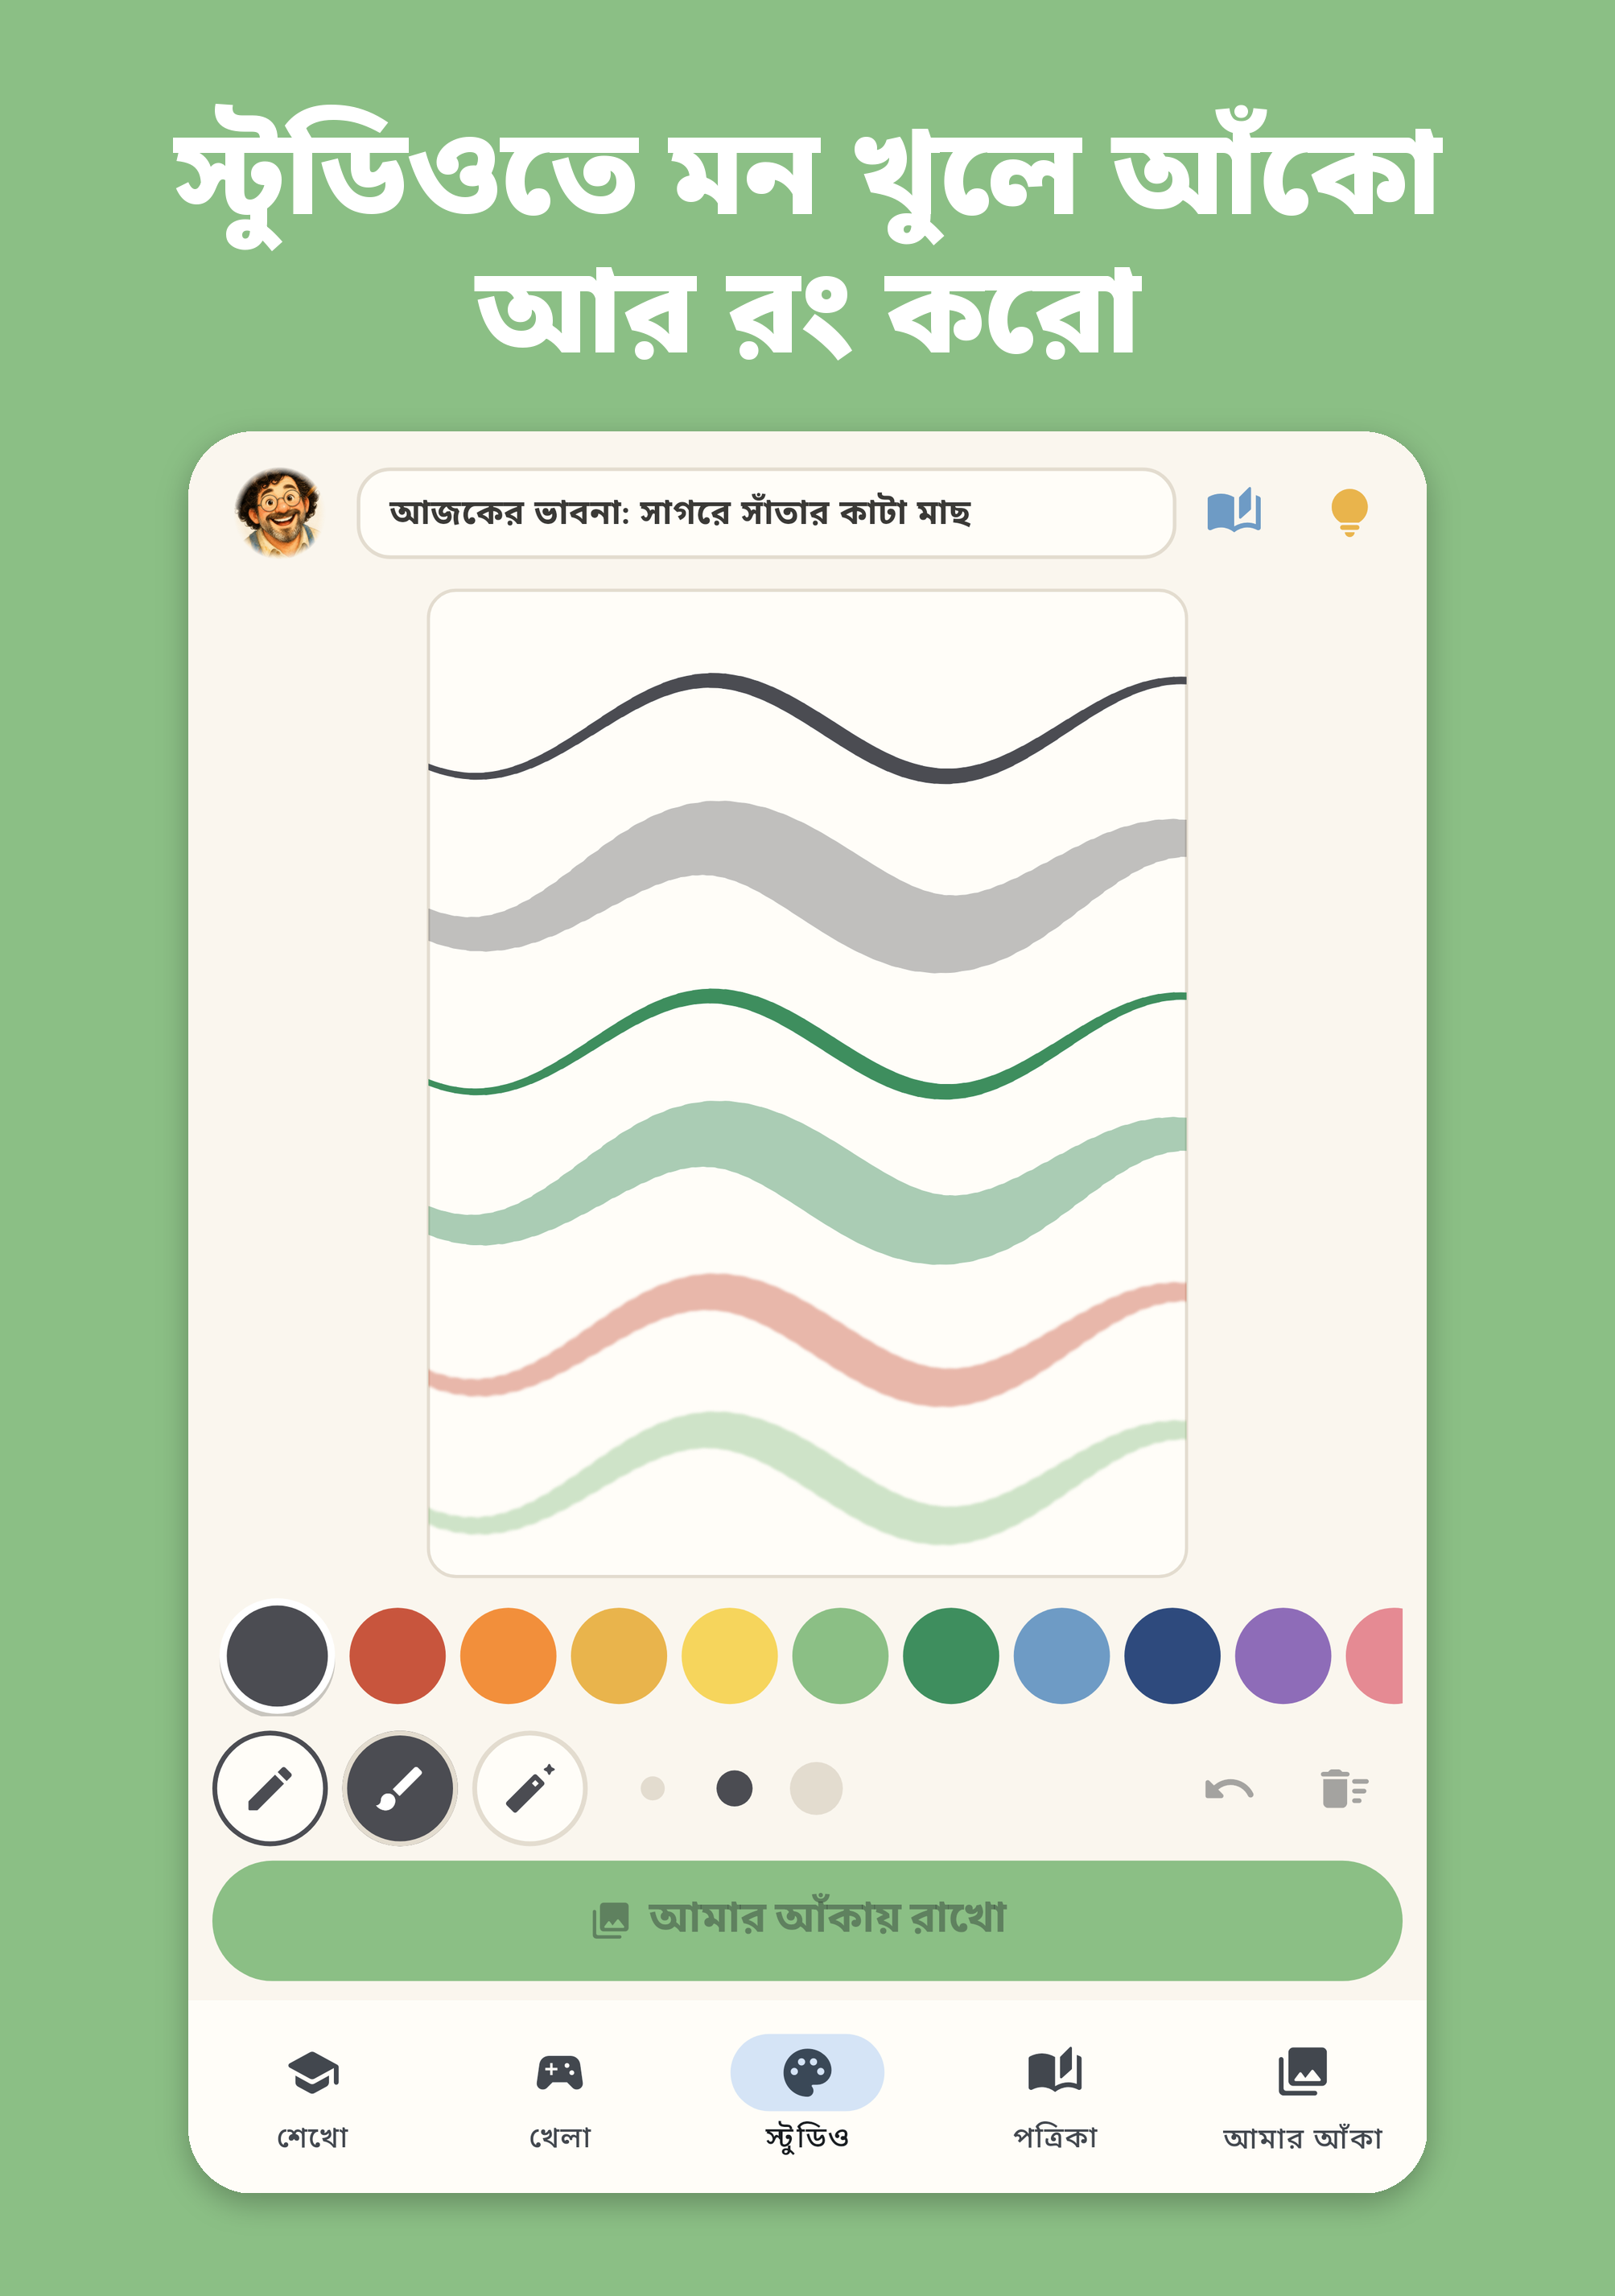 স্টুডিওতে মন খুলে আঁকো
আর রং করো
আজকের ভাবনা: সাগরে সাঁতার কাটা মাছ
আমার আঁকায় রাখো
শেখো
খেলা
স্টুডিও
পত্রিকা
আমার আঁকা